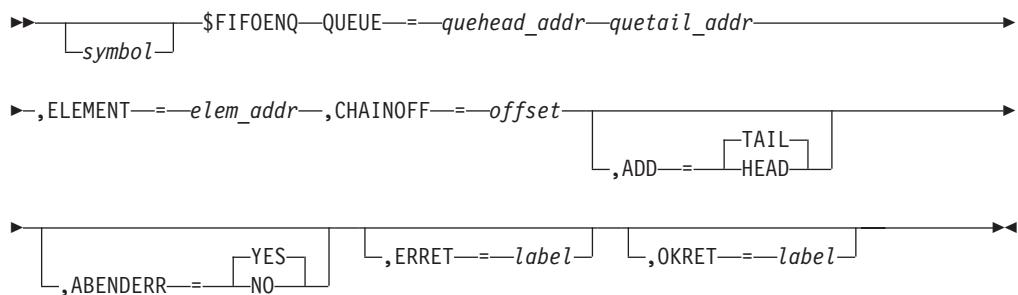 $FIFOENQ QUEUE = quehead_addr quetail_addr
symbol
,ELEMENT = elem_addr ,CHAINOFF = offset
TAIL
,ADD = HEAD
YES
,ABENDERR = NO
,ERRET = label
,OKRET = label